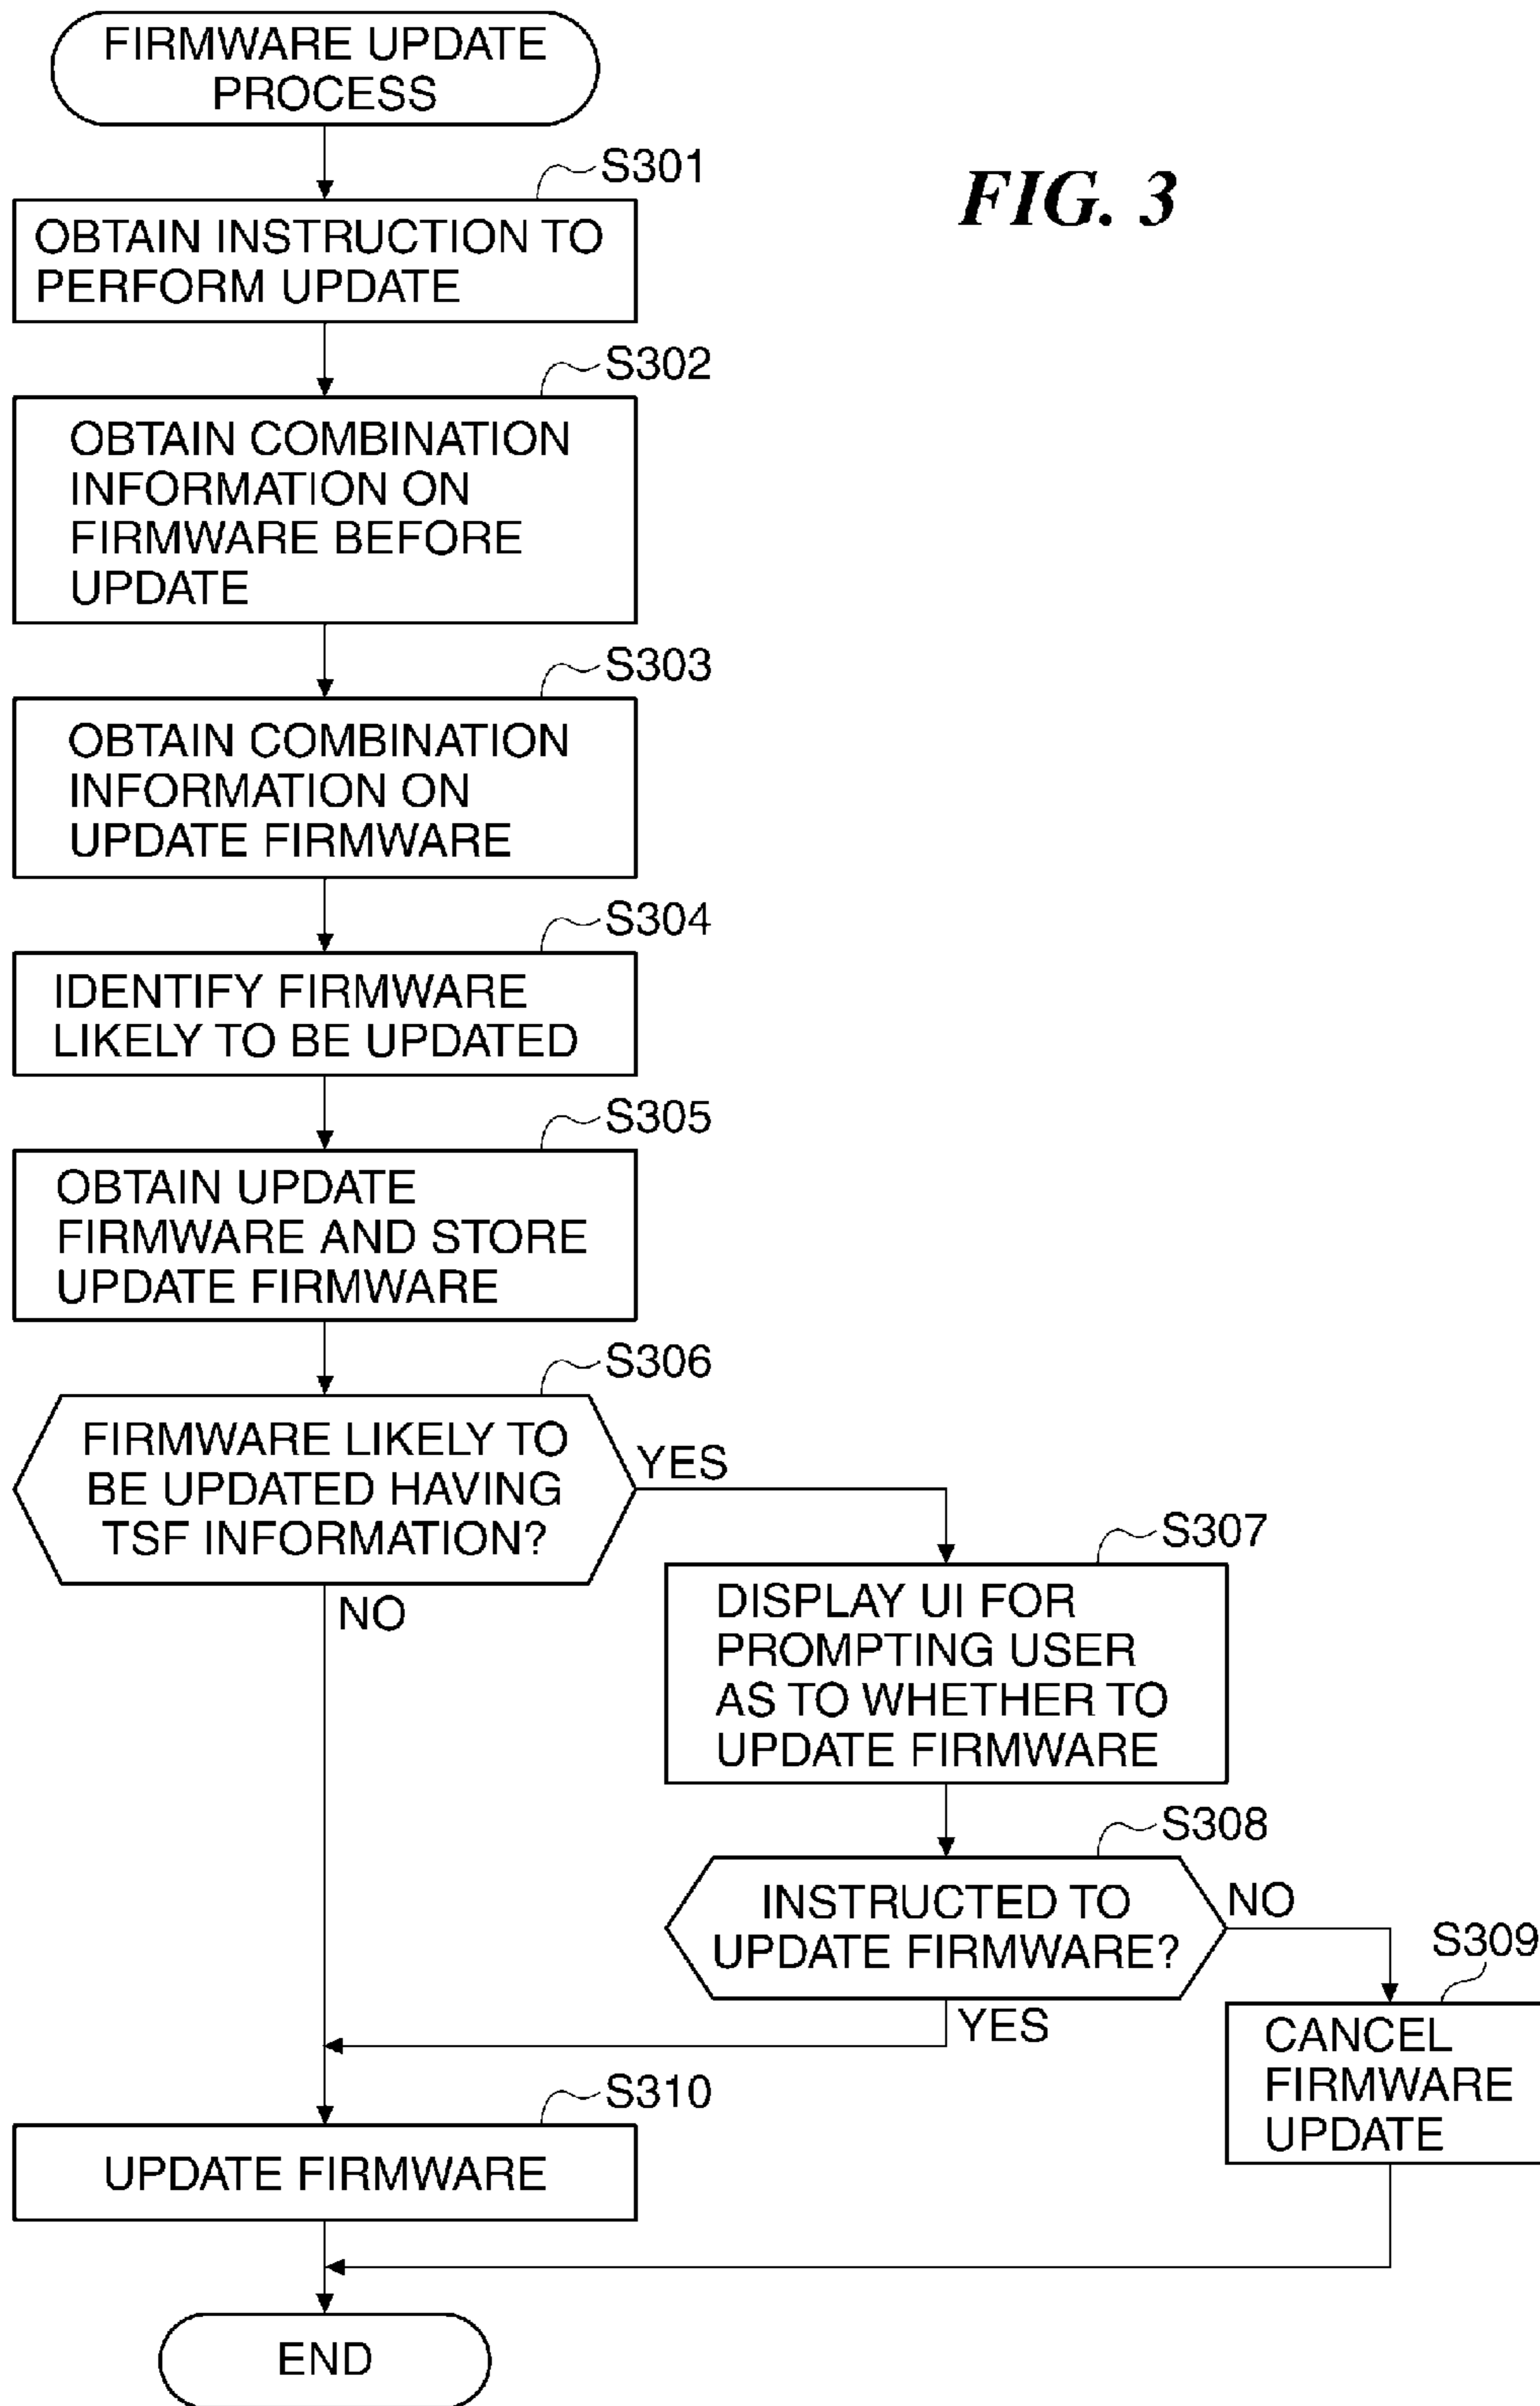 FIRMWARE UPDATE
PROCESS
FIG. 3
S301
OBTAIN INSTRUCTION TO
PERFORM UPDATE
S302
OBTAIN COMBINATION
INFORMATION ON
FIRMWARE BEFORE
UPDATE
S303
OBTAIN COMBINATION
INFORMATION ON
UPDATE FIRMWARE
S304
IDENTIFY FIRMWARE
LIKELY TO BE UPDATED
S305
OBTAIN UPDATE
FIRMWARE AND STORE
UPDATE FIRMWARE
S306
FIRMWARE LIKELY TO
BE UPDATED HAVING
TSF INFORMATION?
YES
NO
S307
DISPLAY UI FOR
PROMPTING USER
AS TO WHETHER TO
UPDATE FIRMWARE
S308
INSTRUCTED TO
UPDATE FIRMWARE?
NO
YES
S309
CANCEL
FIRMWARE
UPDATE
S310
UPDATE FIRMWARE
END